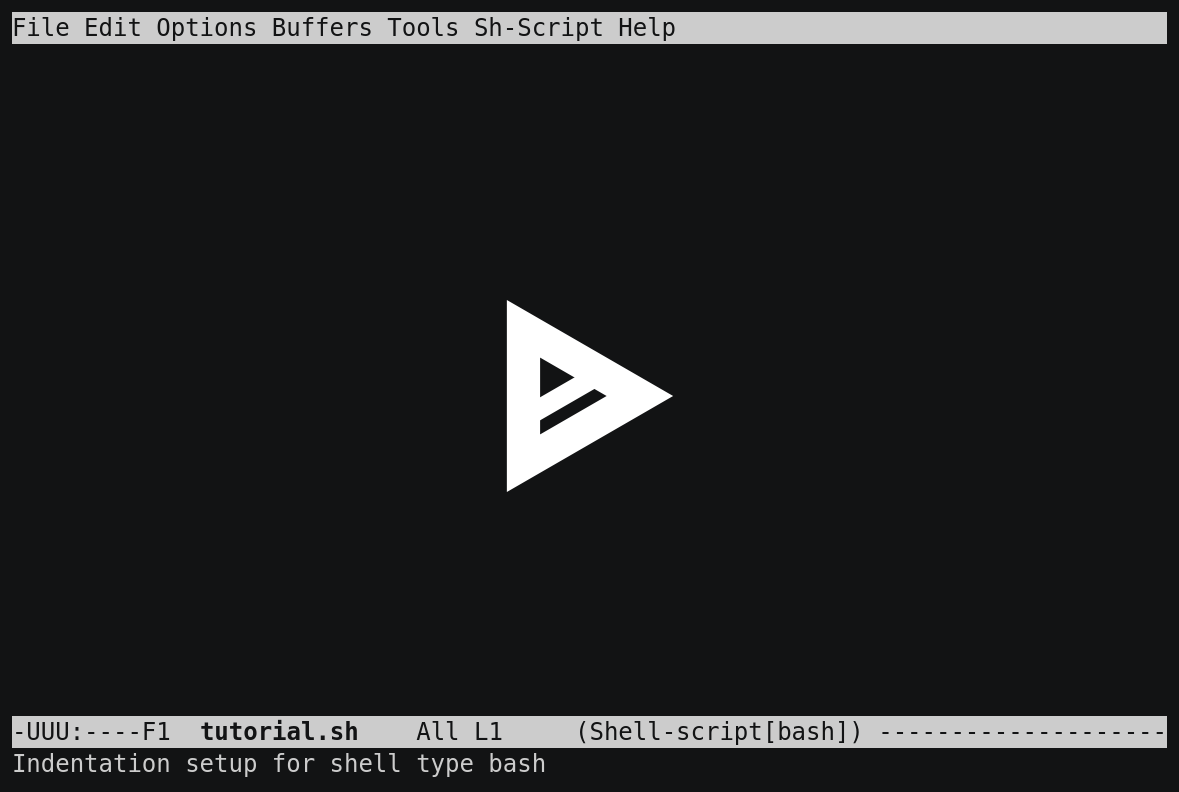 File Edit Options Buffers Tools Sh-Script Help
-UUU:----F1  tutorial.sh    All L1     (Shell-script[bash]) --------------------
Indentation setup for shell type bash